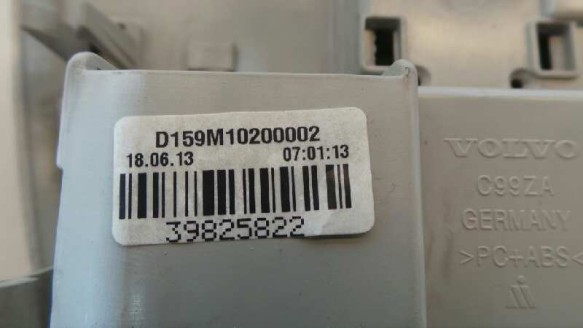 D159M10200002
18.06.13 07:01:13
39825822
VOLVO
C99ZA
GERMANY
>PC+ABS<